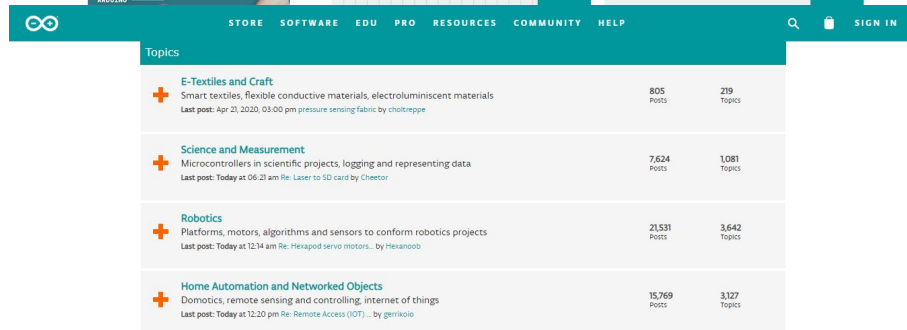 ARDUINO
STORE SOFTWARE EDU PRO RESOURCES COMMUNITY HELP SIGN IN
Topics
E-Textiles and Craft
Smart textiles, flexible conductive materials, electroluminiscent materials
Last post: Apr 21, 2020, 03:00 pm pressure sensing fabric by choltreppe
805 219
Posts Topics
Science and Measurement
Microcontrollers in scientific projects, logging and representing data
Last post: Today at 06:21 am Re: Laser to SD card by Cheetor
7,624 1,081
Posts Topics
Robotics
Platforms, motors, algorithms and sensors to conform robotics projects
Last post: Today at 12:14 am Re: Hexapod servo motors... by Hexanoob
21,531 3,642
Posts Topics
Home Automation and Networked Objects
Domotics, remote sensing and controlling, internet of things
Last post: Today at 12:20 pm Re: Remote Access (IOT) ... by gerrikoio
15,769 3,127
Posts Topics